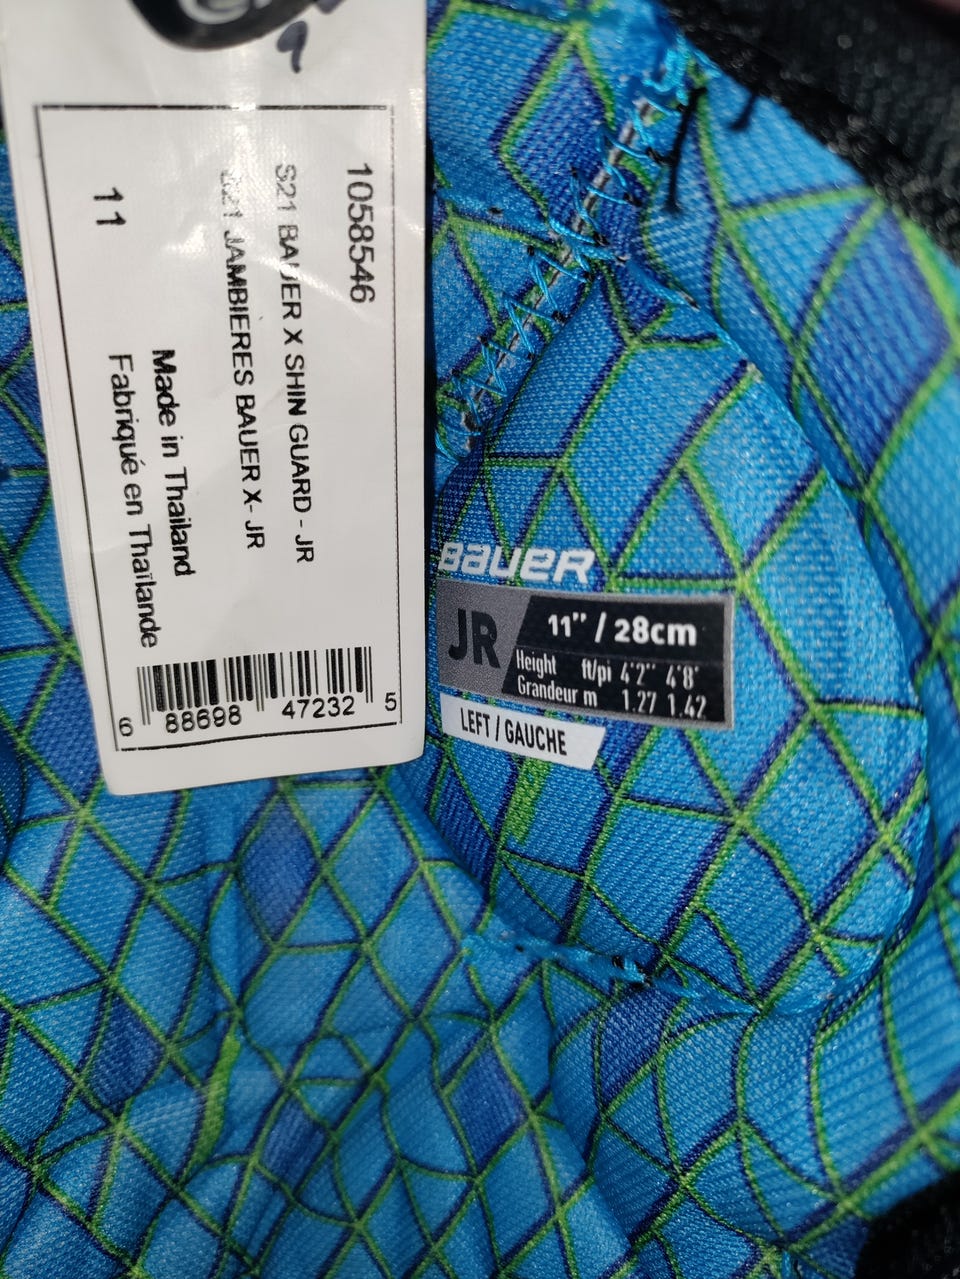 1058546
S21 BAUER X SHIN GUARD - JR
S21 JAMBIERES BAUER X- JR
11
Made in Thailand
Fabriqué en Thaïlande
6 88698 47232 5
BAUER
JR
11" / 28cm
Height ft/pi 4'2" 4'8"
Grandeur m 1.27 1.42
LEFT / GAUCHE